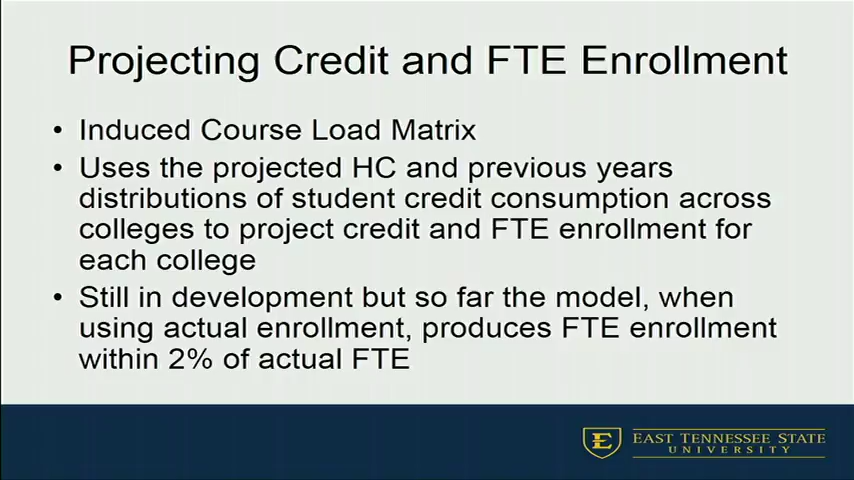 Projecting Credit and FTE Enrollment
• Induced Course Load Matrix
• Uses the projected HC and previous years
distributions of student credit consumption across
colleges to project credit and FTE enrollment for
each college
• Still in development but so far the model, when
using actual enrollment, produces FTE enrollment
within 2% of actual FTE
E
EAST TENNESSEE STATE
UNIVERSITY